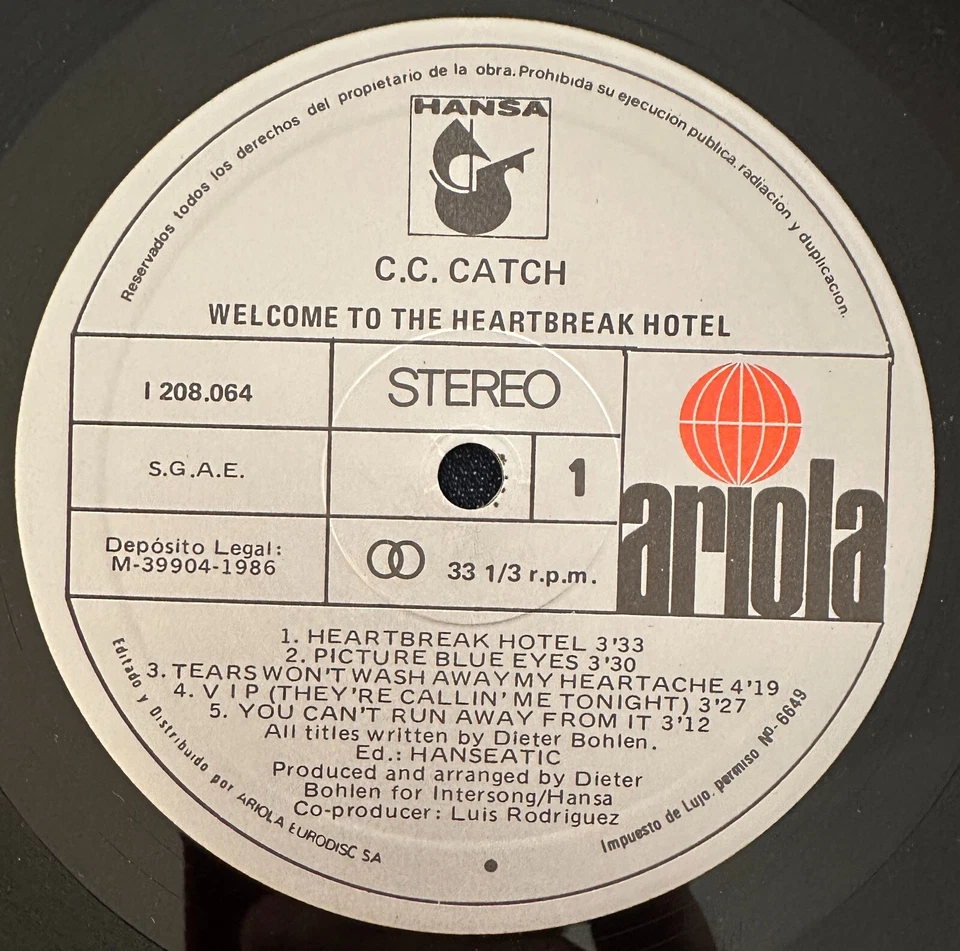 Reservados todos los derechos del propietario de la obra. Prohibida su ejecucion publica. radiacion y duplicacion.
HANSA
C.C. CATCH
WELCOME TO THE HEARTBREAK HOTEL
I 208.064
STEREO
S.G.A.E.
1
ariola
Depósito Legal:
M-39904-1986
33 1/3 r.p.m.
1. HEARTBREAK HOTEL 3'33
2. PICTURE BLUE EYES 3'30
3. TEARS WON'T WASH AWAY MY HEARTACHE 4'19
4. V I P (THEY'RE CALLIN' ME TONIGHT) 3'27
5. YOU CAN'T RUN AWAY FROM IT 3'12
All titles written by Dieter Bohlen.
Ed.: HANSEATIC
Produced and arranged by Dieter
Bohlen for Intersong/Hansa
Co-producer: Luis Rodriguez
Editado y Distribuido por ARIOLA EURODISC SA
Impuesto de Lujo. permiso Nº-6649